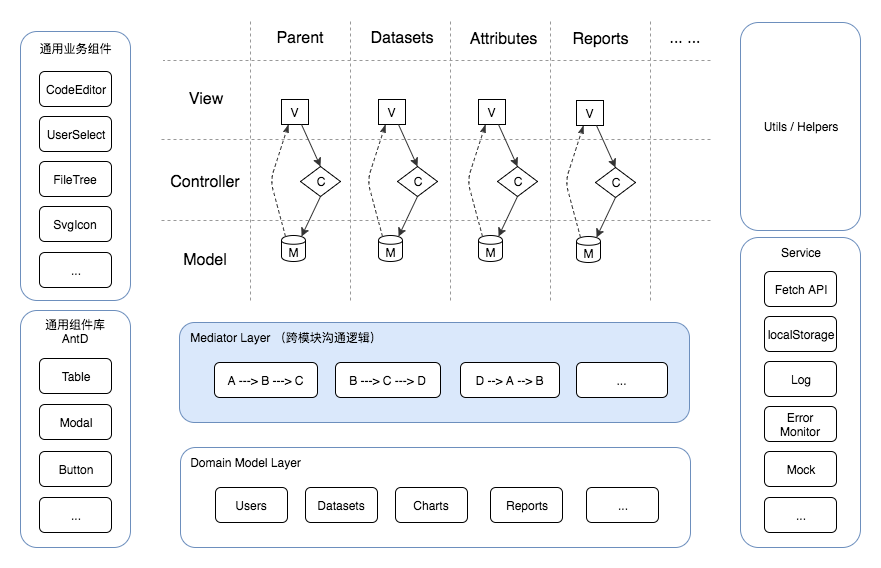 通用业务组件
CodeEditor
UserSelect
FileTree
SvgIcon
...
通用组件库
AntD
Table
Modal
Button
...
Parent
Datasets
Attributes
Reports
... ...
View
V
V
V
V
Controller
C
C
C
C
Model
M
M
M
M
Mediator Layer （跨模块沟通逻辑）
A ---> B ---> C
B ---> C ---> D
D --> A --> B
...
Domain Model Layer
Users
Datasets
Charts
Reports
...
Utils / Helpers
Service
Fetch API
localStorage
Log
Error
Monitor
Mock
...